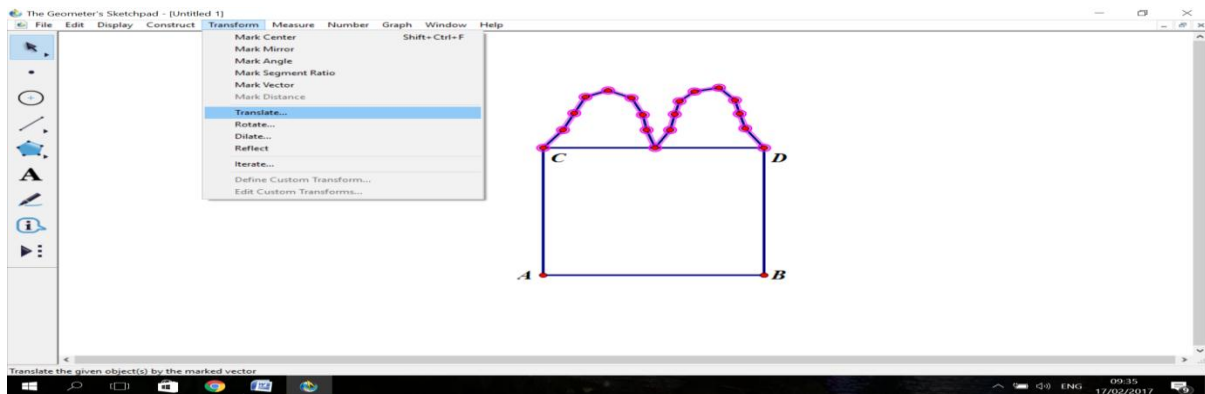 The Geometer's Sketchpad - [Untitled 1]
File Edit Display Construct Transform Measure Number Graph Window Help
Mark Center Shift+Ctrl+F
Mark Mirror
Mark Angle
Mark Segment Ratio
Mark Vector
Mark Distance
Translate...
Rotate...
Dilate...
Reflect
Iterate...
Define Custom Transform...
Edit Custom Transforms...
A
C D
A B
Translate the given object(s) by the marked vector
ENG 09:35
17/02/2017